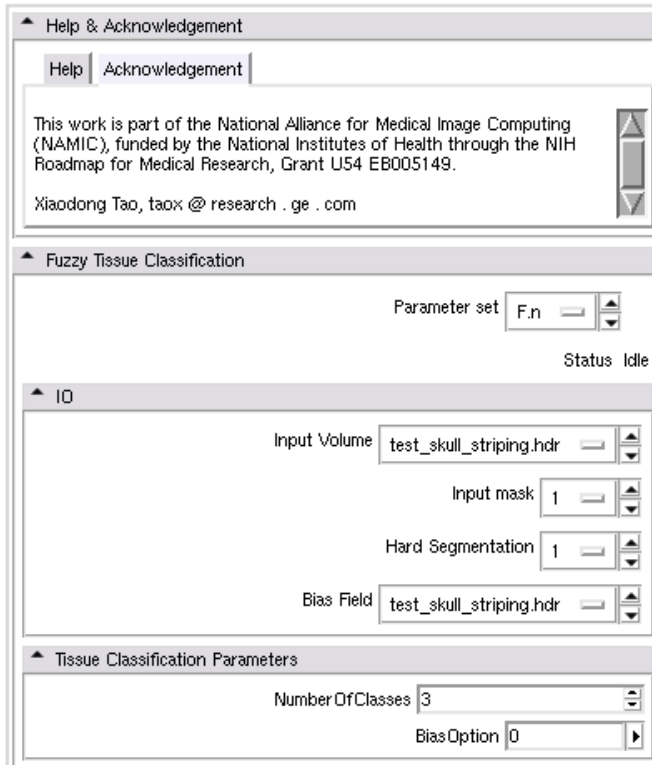 Help & Acknowledgement
Help Acknowledgement
This work is part of the National Alliance for Medical Image Computing
(NAMIC), funded by the National Institutes of Health through the NIH
Roadmap for Medical Research, Grant U54 EB005149.
Xiaodong Tao, taox @ research . ge . com
Fuzzy Tissue Classification
Parameter set F.n
Status Idle
IO
Input Volume test_skull_striping.hdr
Input mask 1
Hard Segmentation 1
Bias Field test_skull_striping.hdr
Tissue Classification Parameters
NumberOfClasses 3
BiasOption 0